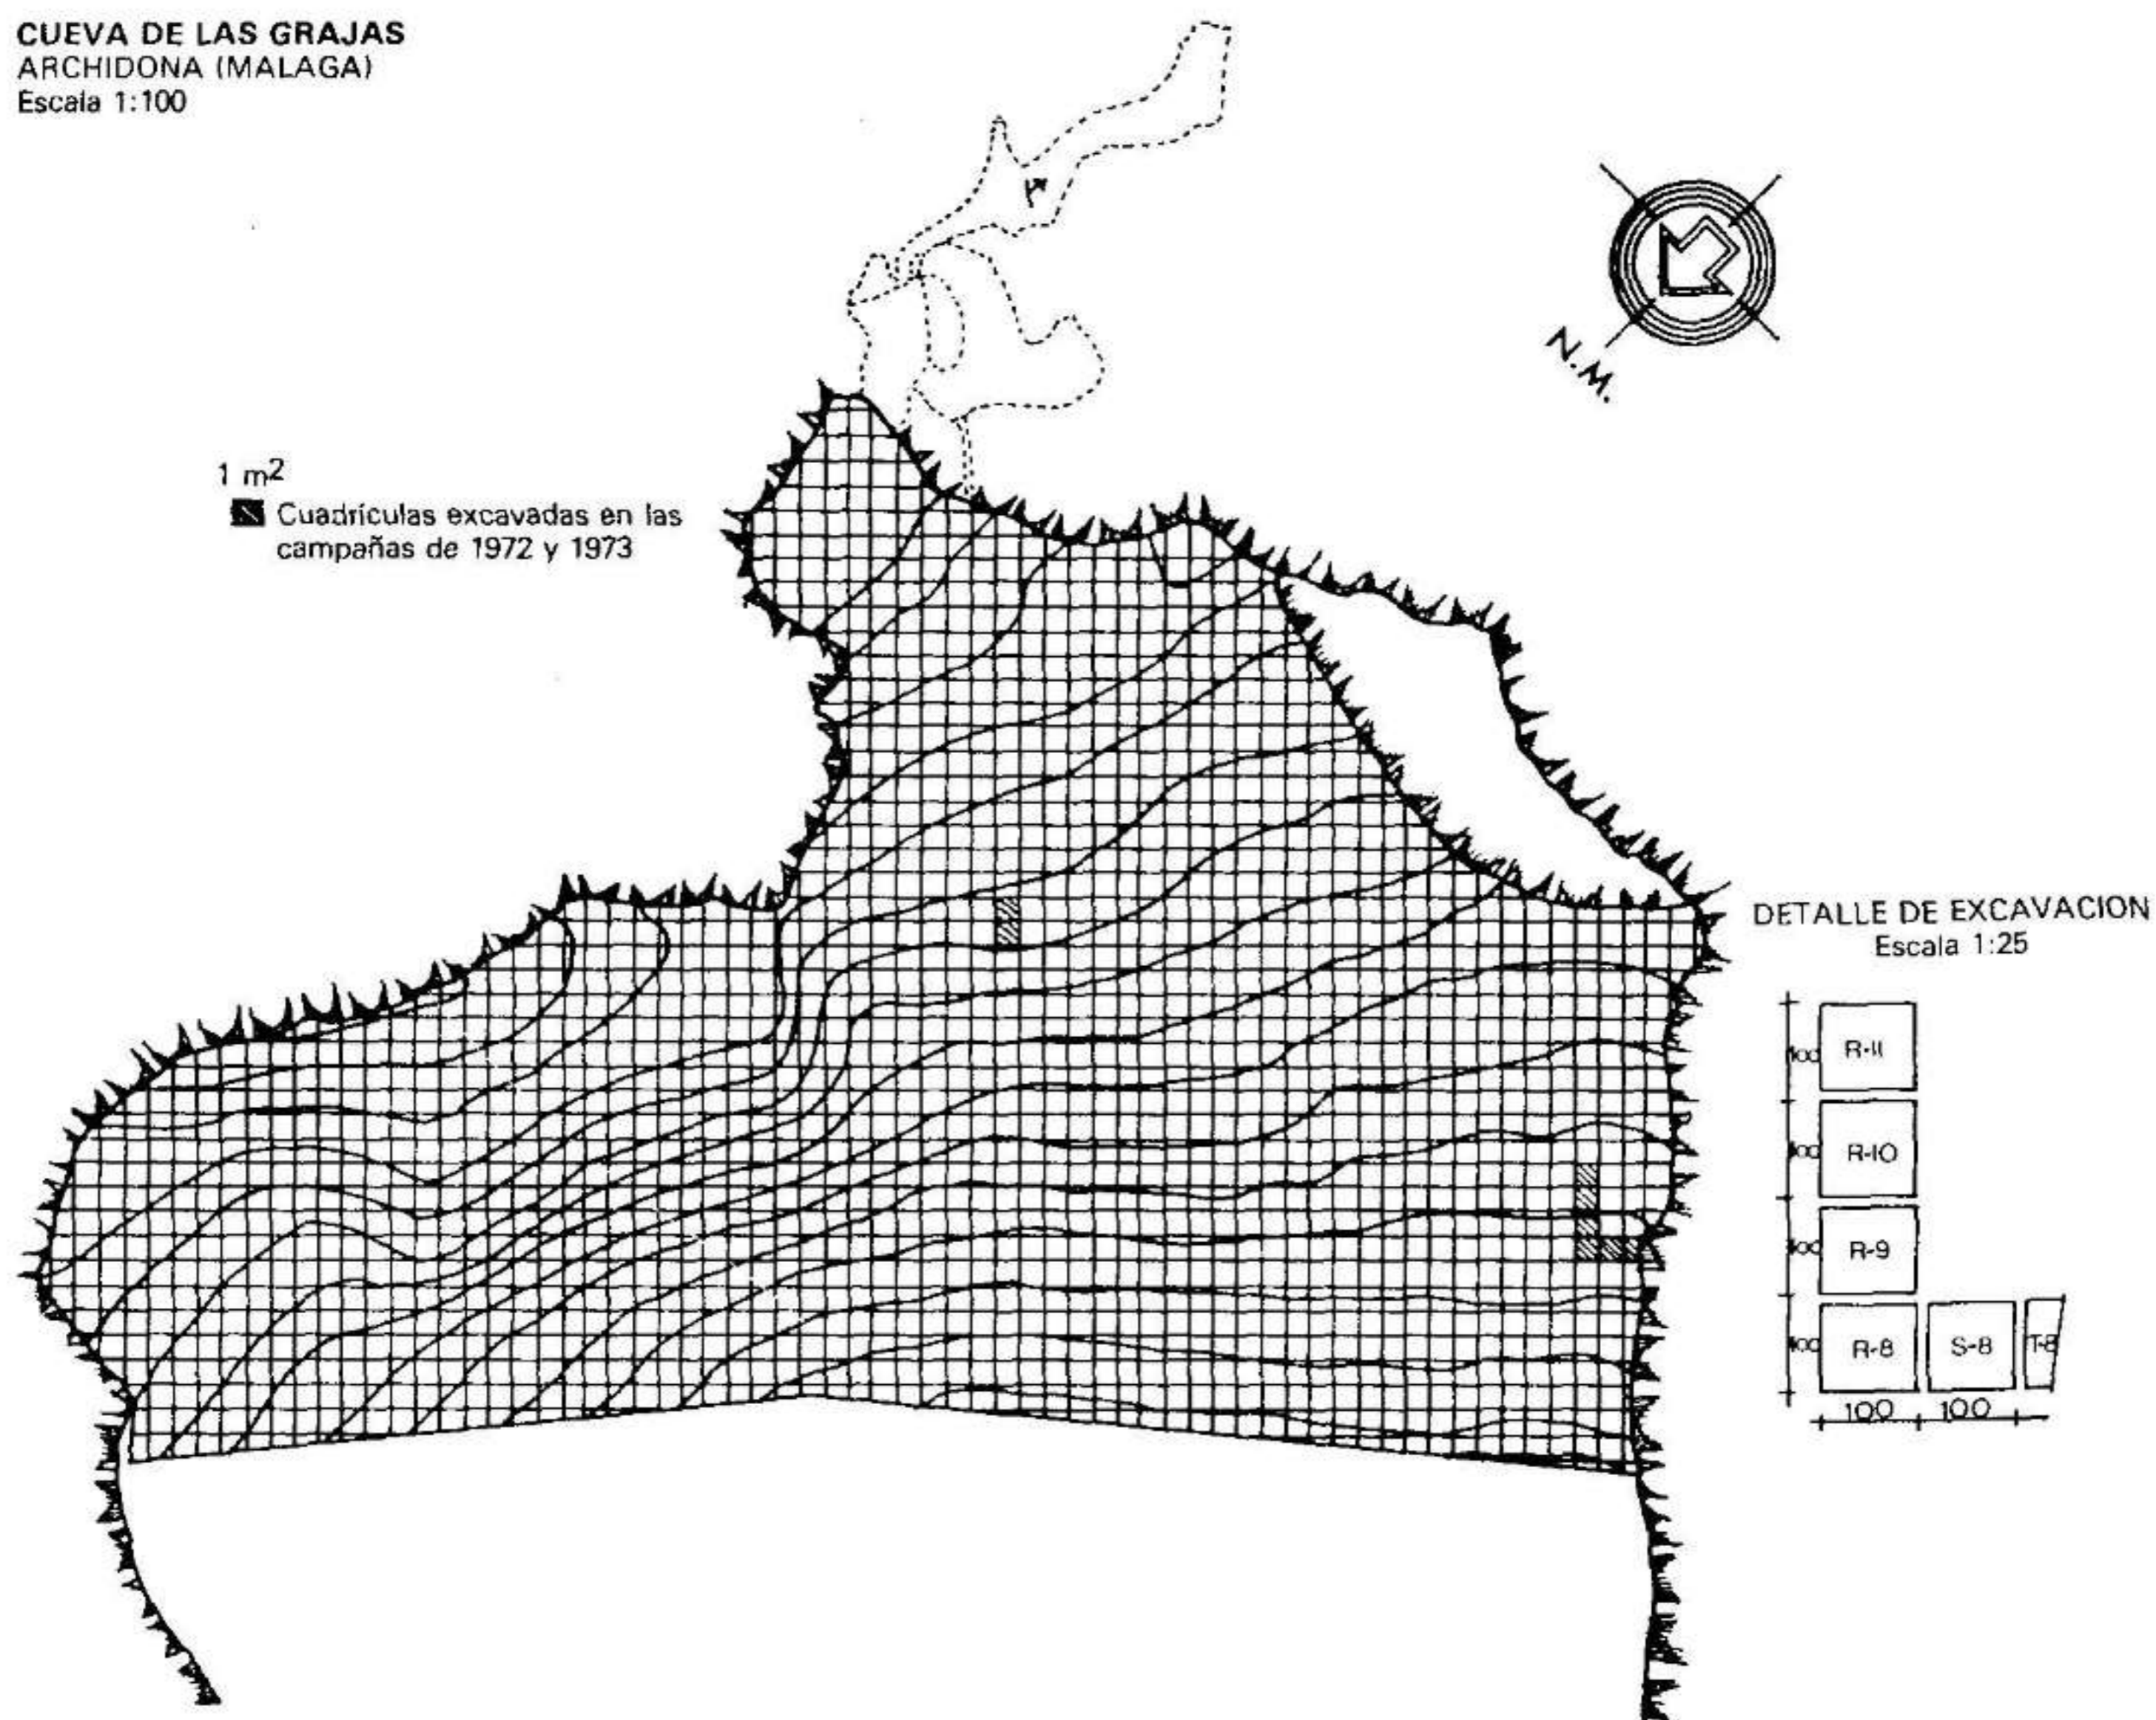 CUEVA DE LAS GRAJAS
ARCHIDONA (MALAGA)
Escala 1:100
N.M.
1 m2
Cuadrículas excavadas en las
campañas de 1972 y 1973
DETALLE DE EXCAVACION
Escala 1:25
100 R-11
100 R-10
100 R-9
100 R-8 S-8 T-8
100 100